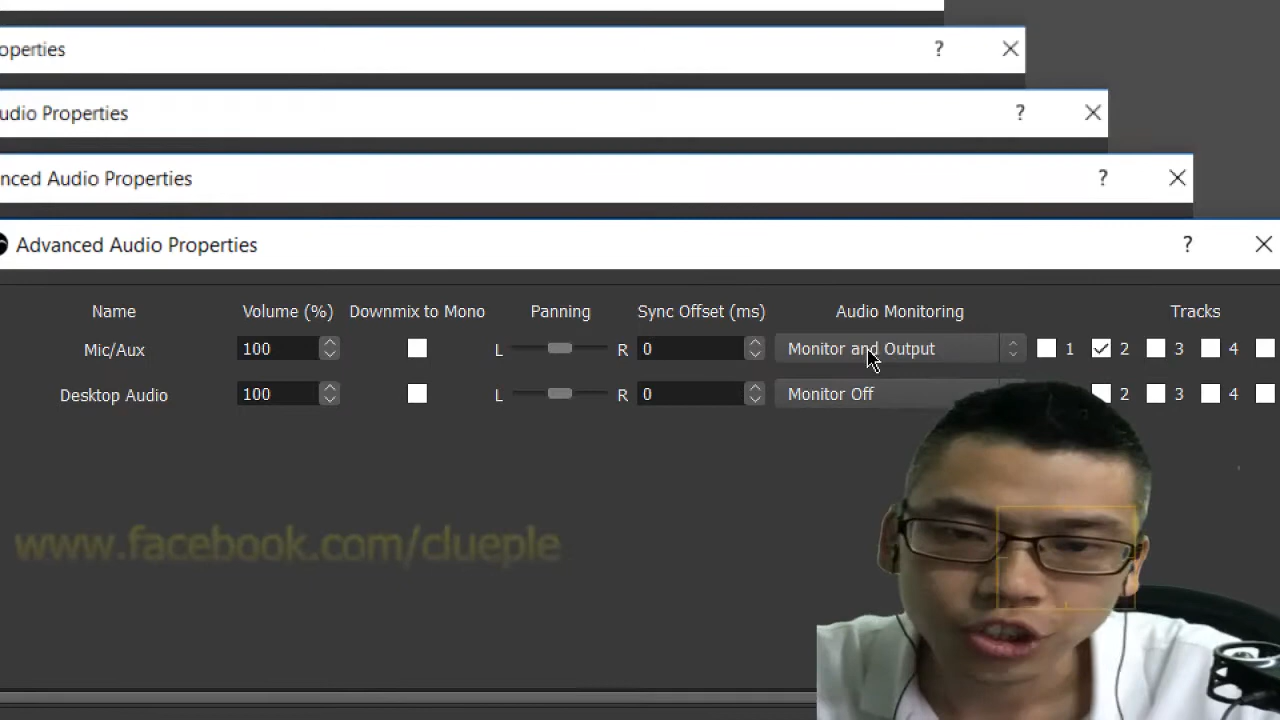 operties ? ×
udio Properties ? ×
nced Audio Properties ? ×
Advanced Audio Properties ? ×
Name Volume (%) Downmix to Mono Panning Sync Offset (ms) Audio Monitoring Tracks
Mic/Aux 100 L R 0 Monitor and Output 1 2 3 4
Desktop Audio 100 L R 0 Monitor Off 2 3 4
www.facebook.com/clueple